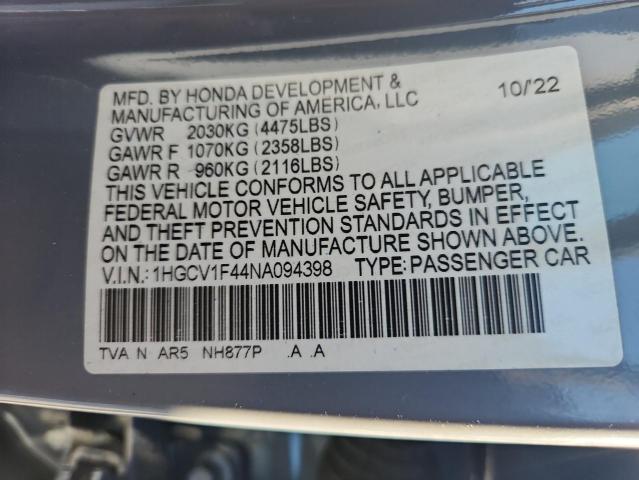 MFD. BY HONDA DEVELOPMENT & 10/22
MANUFACTURING OF AMERICA, LLC
GVWR 2030KG (4475LBS)
GAWR F 1070KG (2358LBS)
GAWR R 960KG (2116LBS)
THIS VEHICLE CONFORMS TO ALL APPLICABLE
FEDERAL MOTOR VEHICLE SAFETY, BUMPER,
AND THEFT PREVENTION STANDARDS IN EFFECT
ON THE DATE OF MANUFACTURE SHOWN ABOVE.
V.I.N.:1HGCV1F44NA094398 TYPE:PASSENGER CAR
TVA N AR5 NH877P .A .A